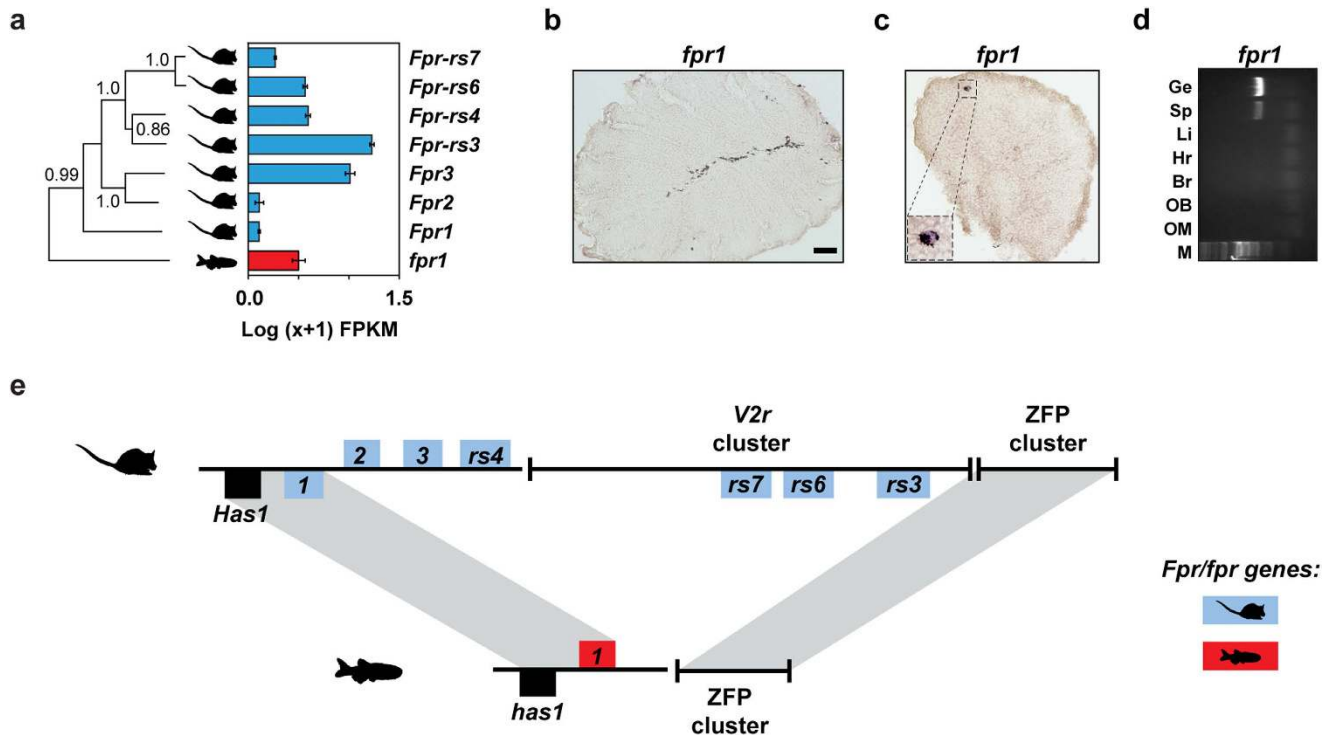 a
1.0
1.0
0.86
0.99
1.0
Fpr-rs7
Fpr-rs6
Fpr-rs4
Fpr-rs3
Fpr3
Fpr2
Fpr1
fpr1
0.0 1.5
Log (x+1) FPKM
b
fpr1
c
fpr1
d
fpr1
Ge
Sp
Li
Hr
Br
OB
OM
M
e
V2r
cluster
ZFP
cluster
2 3 rs4
1
rs7 rs6 rs3
Has1
1
has1
ZFP
cluster
Fpr/fpr genes: